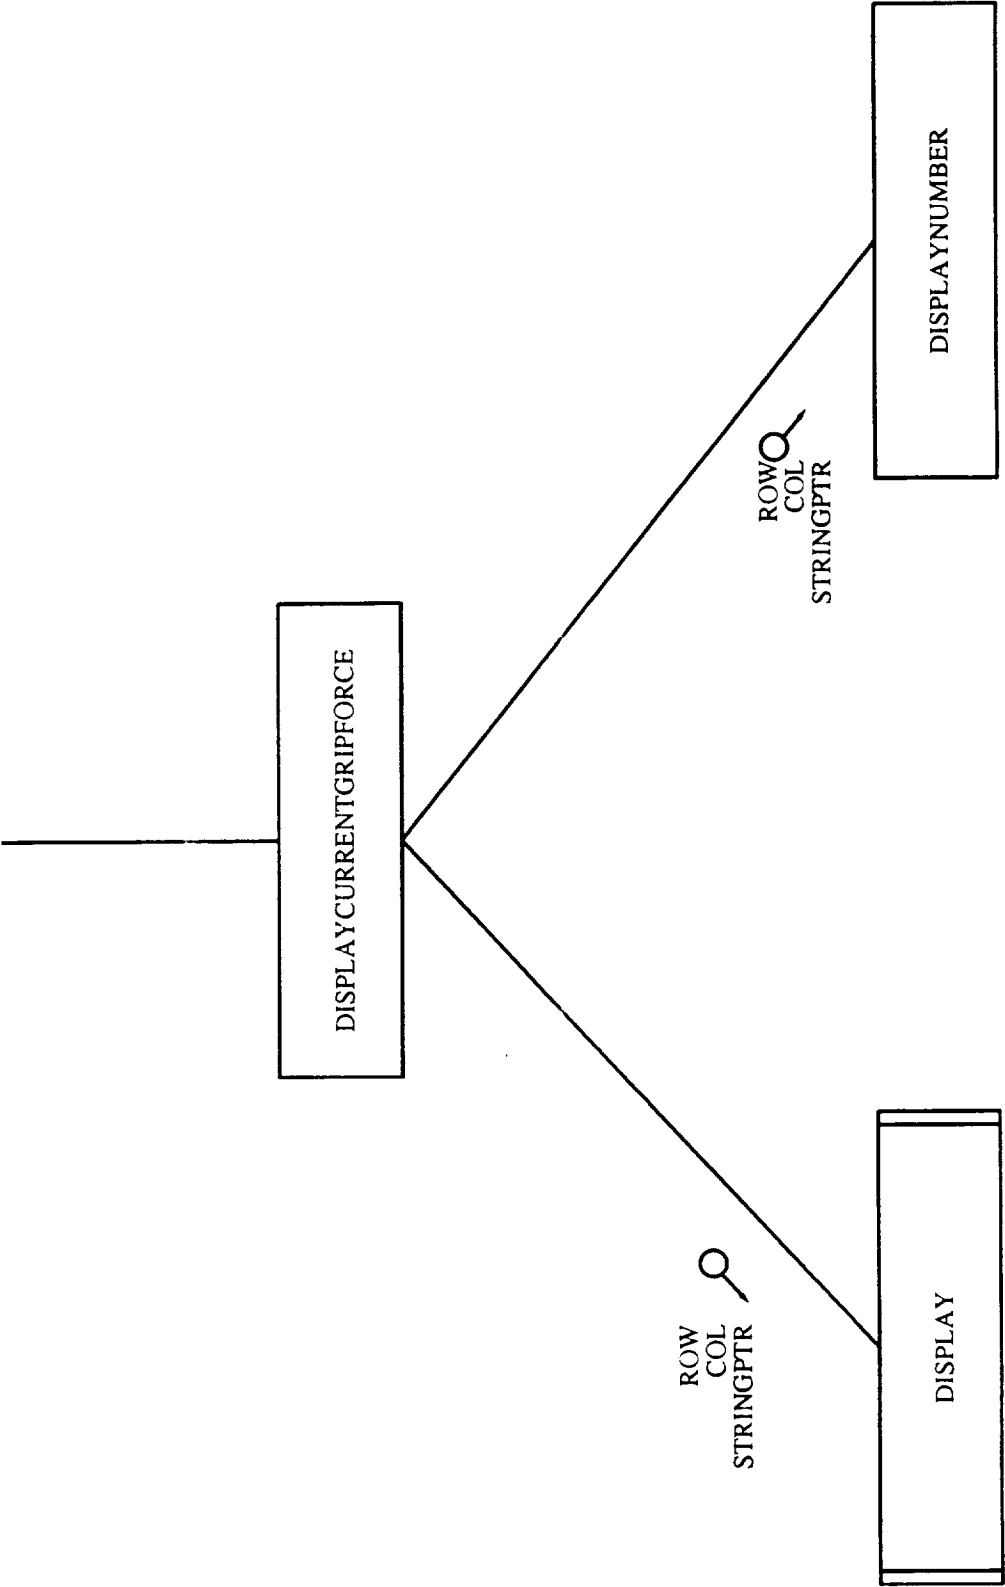 DISPLAYCURRENTGRIPFORCE
ROW
COL
STRINGPTR
ROW
COL
STRINGPTR
DISPLAY
DISPLAYNUMBER